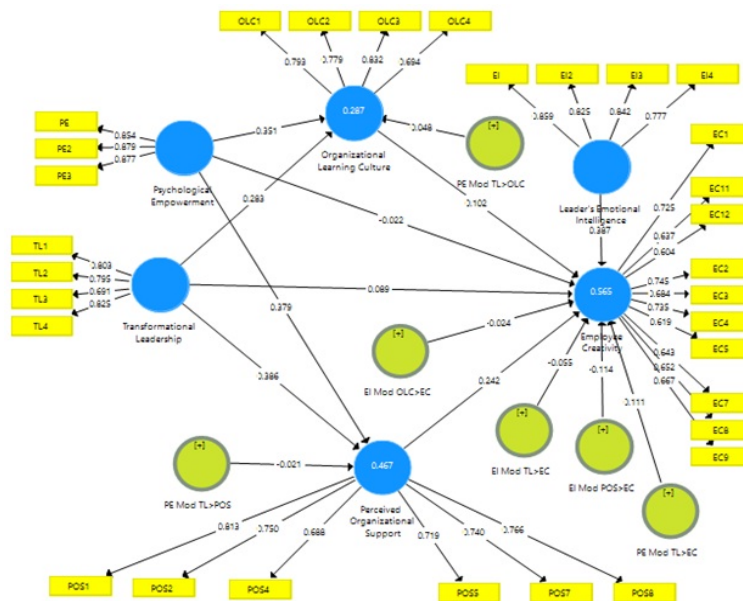 OLC1 OLC2 OLC3 OLC4
0.793 0.779 0.832 0.694
EI EI2 EI3 EI4
0.859 0.825 0.842 0.777
PE
PE2
PE3
0.854
0.879
0.877
Psychological
Empowerment
0.351
0.287
Organizational
Learning Culture
0.048
[+]
PE Mod TL>OLC
Leader's Emotional
Intelligence
0.387
EC1
EC11
EC12
0.725
0.637
0.604
0.283
0.102
-0.022
TL1
TL2
TL3
TL4
0.803
0.795
0.691
0.825
Transformational
Leadership
0.379
0.089
0.386
0.565
Employee
Creativity
0.745
0.684
0.735
0.619
EC2
EC3
EC4
EC5
0.643
0.652
0.667
EC7
EC8
EC9
[+]
-0.024
EI Mod OLC>EC
0.242
-0.055
[+]
EI Mod TL>EC
-0.114
[+]
EI Mod POS>EC
0.111
[+]
PE Mod TL>EC
[+]
-0.021
PE Mod TL>POS
0.467
Perceived
Organizational
Support
0.813 0.750 0.688 0.719 0.740 0.766
POS1 POS2 POS4 POS5 POS7 POS8